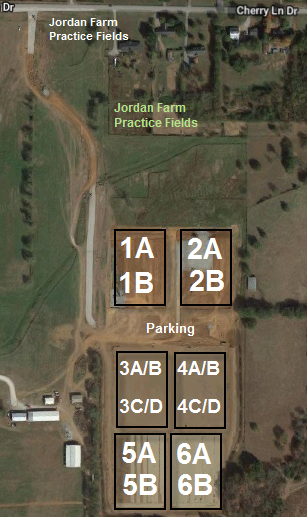 Dr
Cherry Ln Dr
Jordan Farm
Practice Fields
Jordan Farm
Practice Fields
1A
1B
2A
2B
Parking
3A/B
3C/D
4A/B
4C/D
5A
5B
6A
6B